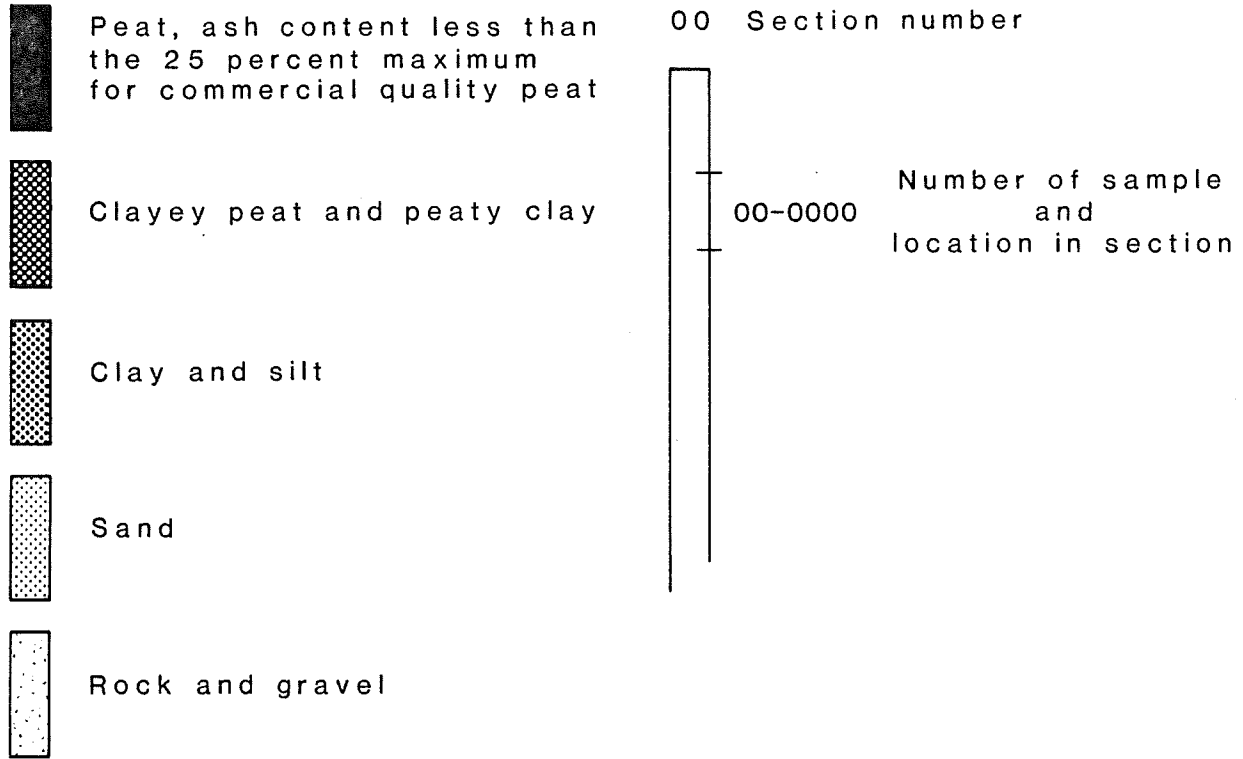 Peat, ash content less than
the 25 percent maximum
for commercial quality peat
Clayey peat and peaty clay
Clay and silt
Sand
Rock and gravel
00 Section number
00-0000
Number of sample
and
location in section